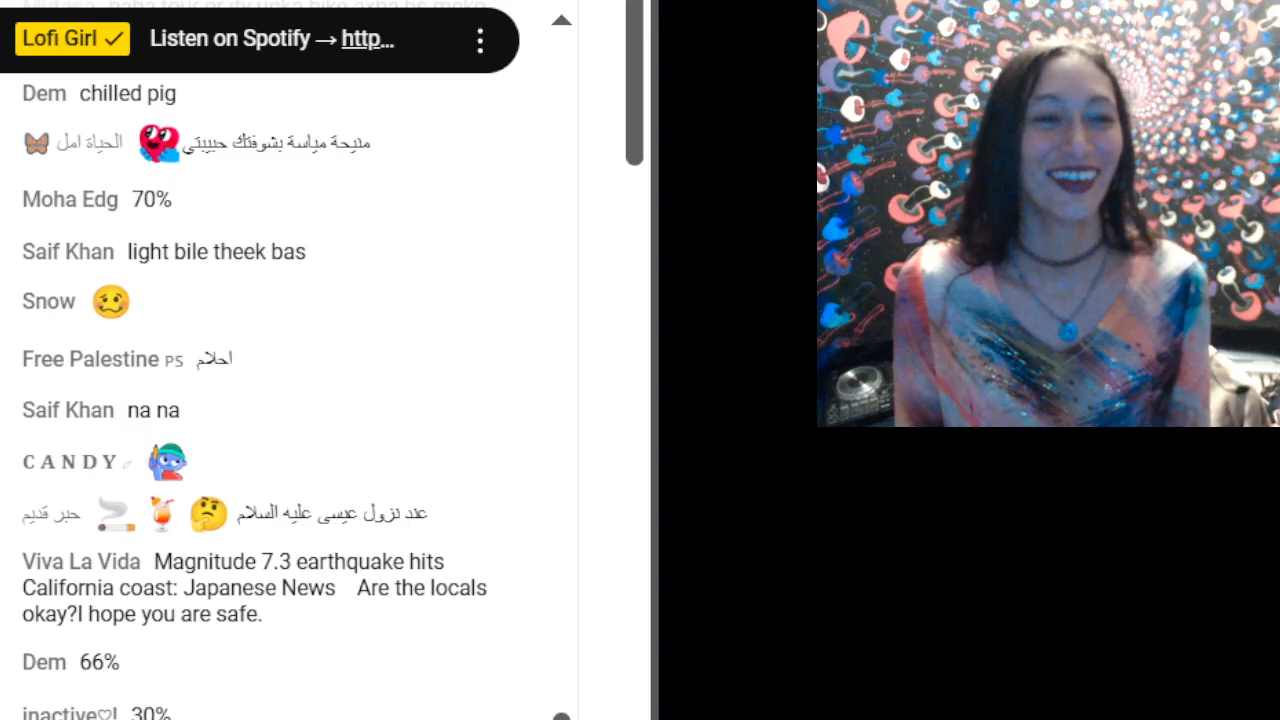 Lofi Girl Listen on Spotify → http...
Dem chilled pig
الحياة امل منيحة مياسة بشوفتك حبيبتي
Moha Edg 70%
Saif Khan light bile theek bas
Snow
Free Palestine PS احلام
Saif Khan na na
C A N D Y
حبر قديم عند نزول عيسى عليه السلام
Viva La Vida Magnitude 7.3 earthquake hits
California coast: Japanese News Are the locals
okay?I hope you are safe.
Dem 66%
inactive♡! 30%